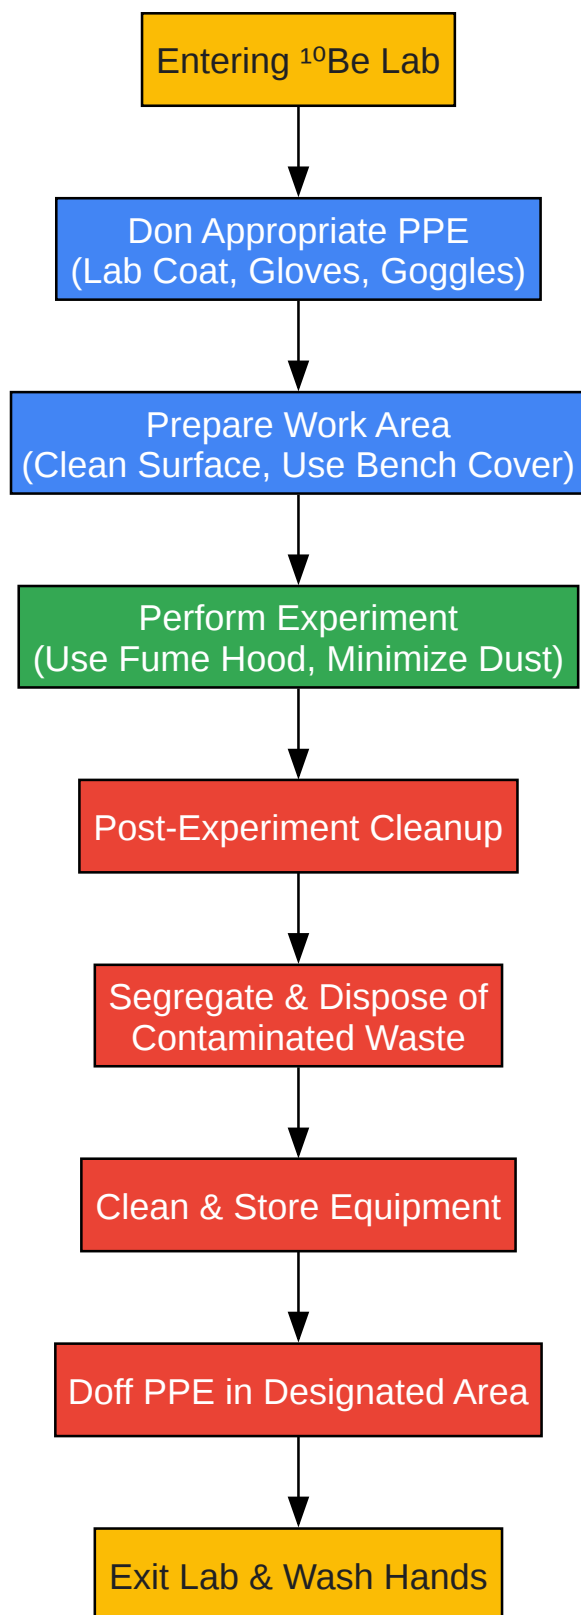 Entering ¹⁰Be Lab
Don Appropriate PPE
(Lab Coat, Gloves, Goggles)
Prepare Work Area
(Clean Surface, Use Bench Cover)
Perform Experiment
(Use Fume Hood, Minimize Dust)
Post-Experiment Cleanup
Segregate & Dispose of
Contaminated Waste
Clean & Store Equipment
Doff PPE in Designated Area
Exit Lab & Wash Hands